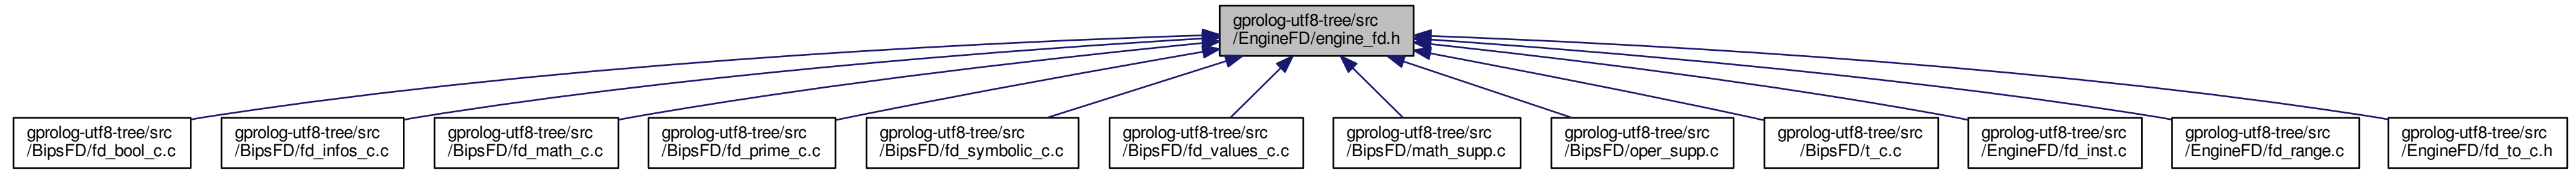 gprolog-utf8-tree/src
/EngineFD/engine_fd.h
gprolog-utf8-tree/src
/BipsFD/fd_bool_c.c
gprolog-utf8-tree/src
/BipsFD/fd_infos_c.c
gprolog-utf8-tree/src
/BipsFD/fd_math_c.c
gprolog-utf8-tree/src
/BipsFD/fd_prime_c.c
gprolog-utf8-tree/src
/BipsFD/fd_symbolic_c.c
gprolog-utf8-tree/src
/BipsFD/fd_values_c.c
gprolog-utf8-tree/src
/BipsFD/math_supp.c
gprolog-utf8-tree/src
/BipsFD/oper_supp.c
gprolog-utf8-tree/src
/BipsFD/t_c.c
gprolog-utf8-tree/src
/EngineFD/fd_inst.c
gprolog-utf8-tree/src
/EngineFD/fd_range.c
gprolog-utf8-tree/src
/EngineFD/fd_to_c.h